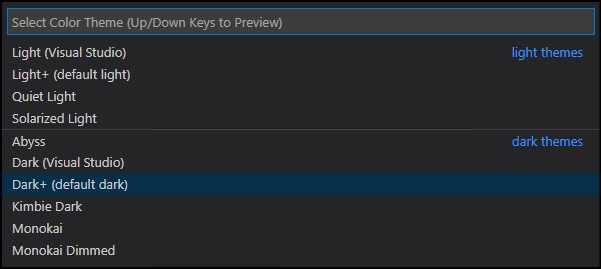 Select Color Theme (Up/Down Keys to Preview)
Light (Visual Studio) light themes
Light+ (default light)
Quiet Light
Solarized Light
Abyss dark themes
Dark (Visual Studio)
Dark+ (default dark)
Kimbie Dark
Monokai
Monokai Dimmed